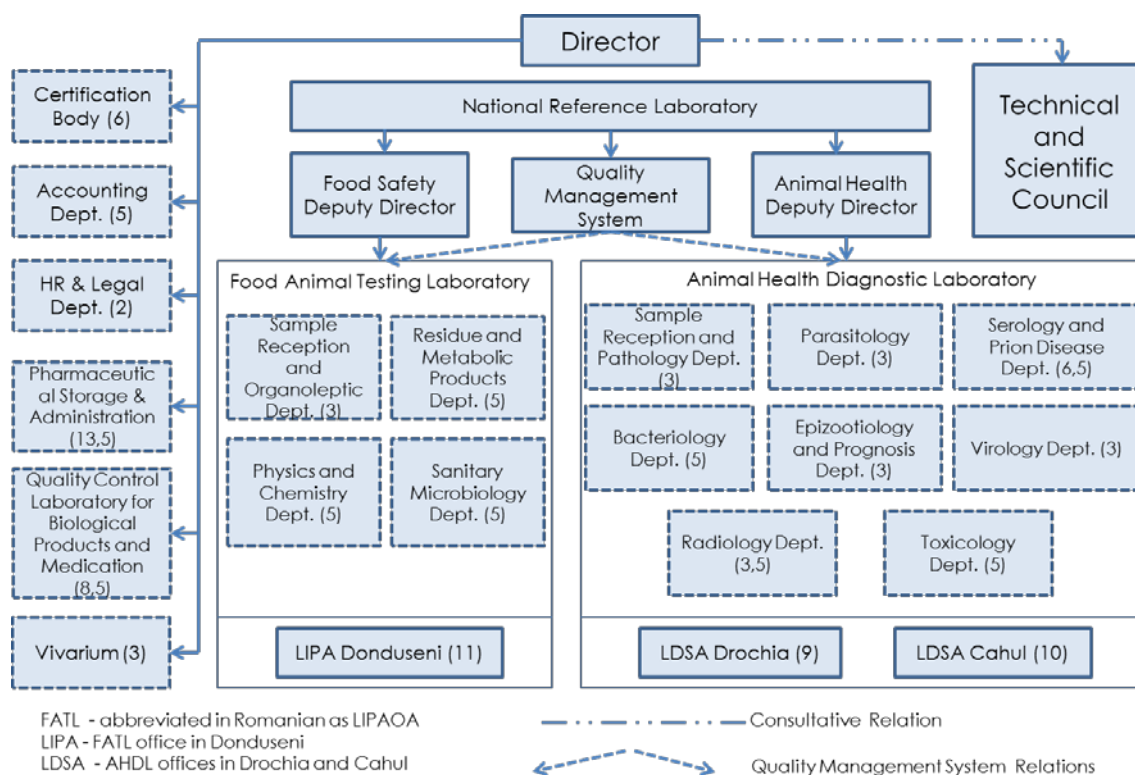 Director
Certification
Body (6)
Accounting
Dept. (5)
HR & Legal
Dept. (2)
Pharmaceutic
al Storage &
Administration
(13,5)
Quality Control
Laboratory for
Biological
Products and
Medication
(8,5)
Vivarium (3)
National Reference Laboratory
Technical
and
Scientific
Council
Food Safety
Deputy Director
Quality
Management
System
Animal Health
Deputy Director
Food Animal Testing Laboratory
Sample
Reception
and
Organoleptic
Dept. (3)
Residue and
Metabolic
Products
Dept. (5)
Physics and
Chemistry
Dept. (5)
Sanitary
Microbiology
Dept. (5)
LIPA Donduseni (11)
Animal Health Diagnostic Laboratory
Sample
Reception and
Pathology Dept.
(3)
Parasitology
Dept. (3)
Serology and
Prion Disease
Dept. (6,5)
Bacteriology
Dept. (5)
Epizootiology
and Prognosis
Dept. (3)
Virology Dept. (3)
Radiology Dept.
(3,5)
Toxicology
Dept. (5)
LDSA Drochia (9)
LDSA Cahul (10)
FATL - abbreviated in Romanian as LIPAOA
LIPA - FATL office in Donduseni
LDSA - AHDL offices in Drochia and Cahul
Consultative Relation
Quality Management System Relations